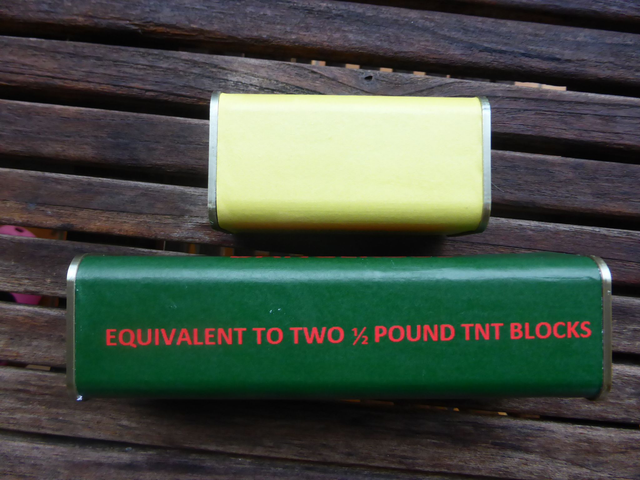 EQUIVALENT TO TWO ½ POUND TNT BLOCKS